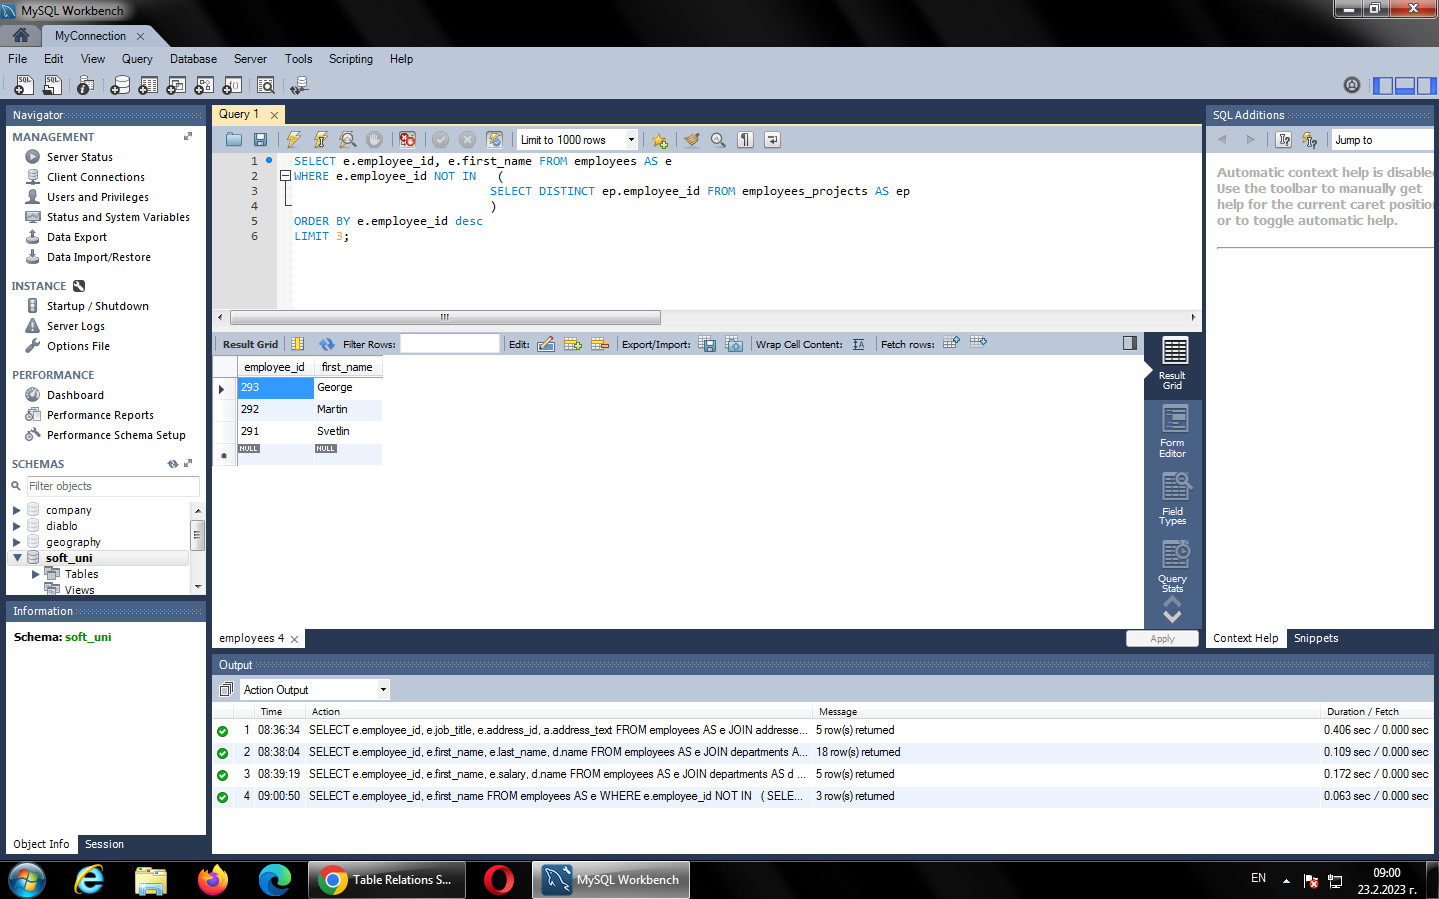 MySQL Workbench
MyConnection
File Edit View Query Database Server Tools Scripting Help
Navigator
MANAGEMENT
Server Status
Client Connections
Users and Privileges
Status and System Variables
Data Export
Data Import/Restore
INSTANCE
Startup / Shutdown
Server Logs
Options File
PERFORMANCE
Dashboard
Performance Reports
Performance Schema Setup
SCHEMAS
Filter objects
company
diablo
geography
soft_uni
Tables
Views
Information
Schema: soft_uni
Object Info Session
Query 1
Limit to 1000 rows
1 SELECT e.employee_id, e.first_name FROM employees AS e
2 WHERE e.employee_id NOT IN (
3 SELECT DISTINCT ep.employee_id FROM employees_projects AS ep
4 )
5 ORDER BY e.employee_id desc
6 LIMIT 3;
Result Grid Filter Rows: Edit: Export/Import: Wrap Cell Content: Fetch rows:
employee_id first_name
293 George
292 Martin
291 Svetlin
NULL NULL
Result
Grid
Form
Editor
Field
Types
Query
Stats
employees 4
Apply
SQL Additions
Jump to
Automatic context help is disable
Use the toolbar to manually get
help for the current caret position
or to toggle automatic help.
Context Help Snippets
Output
Action Output
Time Action Message Duration / Fetch
1 08:36:34 SELECT e.employee_id, e.job_title, e.address_id, a.address_text FROM employees AS e JOIN addresse... 5 row(s) returned 0.406 sec / 0.000 sec
2 08:38:04 SELECT e.employee_id, e.first_name, e.last_name, d.name FROM employees AS e JOIN departments A... 18 row(s) returned 0.109 sec / 0.000 sec
3 08:39:19 SELECT e.employee_id, e.first_name, e.salary, d.name FROM employees AS e JOIN departments AS d ... 5 row(s) returned 0.172 sec / 0.000 sec
4 09:00:50 SELECT e.employee_id, e.first_name FROM employees AS e WHERE e.employee_id NOT IN ( SELE... 3 row(s) returned 0.063 sec / 0.000 sec
Table Relations S...
MySQL Workbench
EN
09:00
23.2.2023 г.